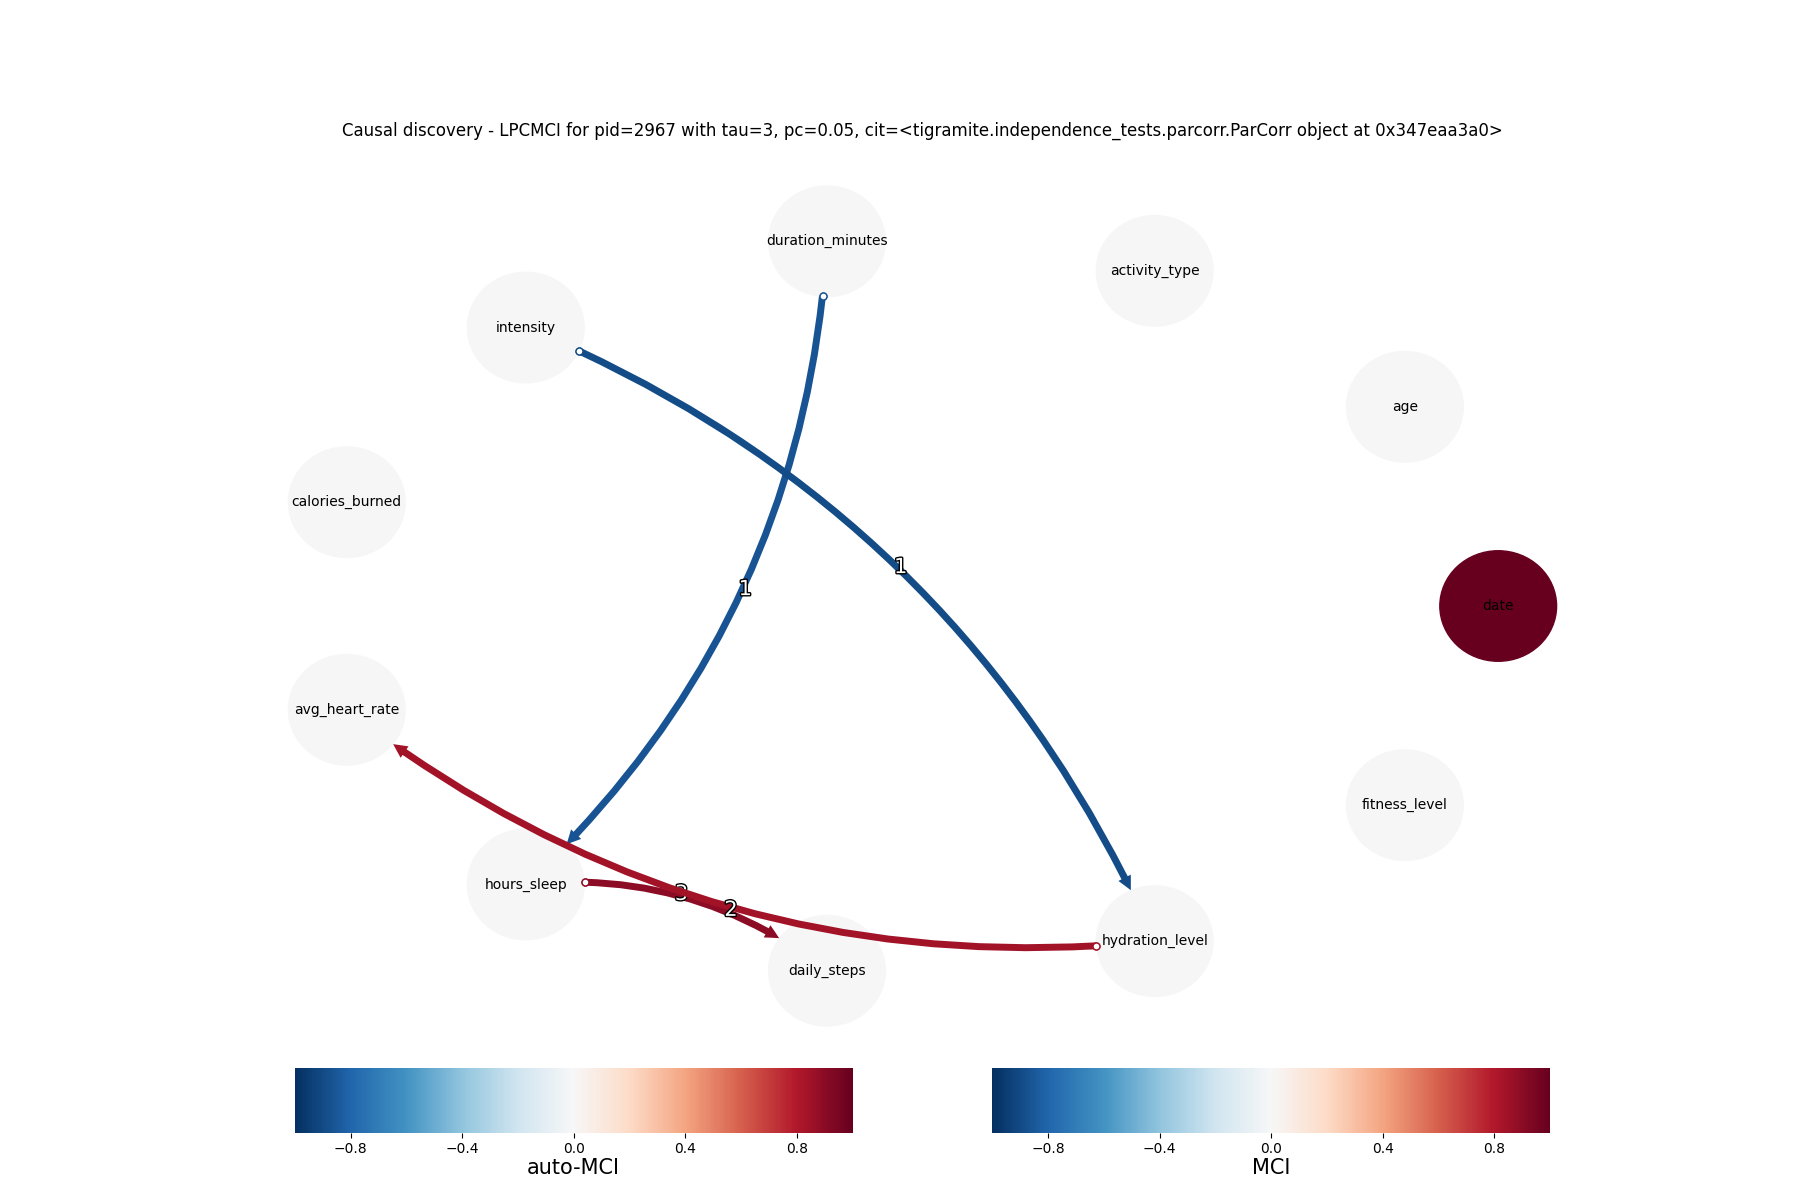 Causal discovery - LPCMCI for pid=2967 with tau=3, pc=0.05, cit=<tigramite.independence_tests.parcorr.ParCorr object at 0x347eaa3a0>
duration_minutes
activity_type
intensity
age
calories_burned
1
1
date
avg_heart_rate
fitness_level
hours_sleep
3
2
hydration_level
daily_steps
−0.8 −0.4 0.0 0.4 0.8
auto-MCI
−0.8 −0.4 0.0 0.4 0.8
MCI